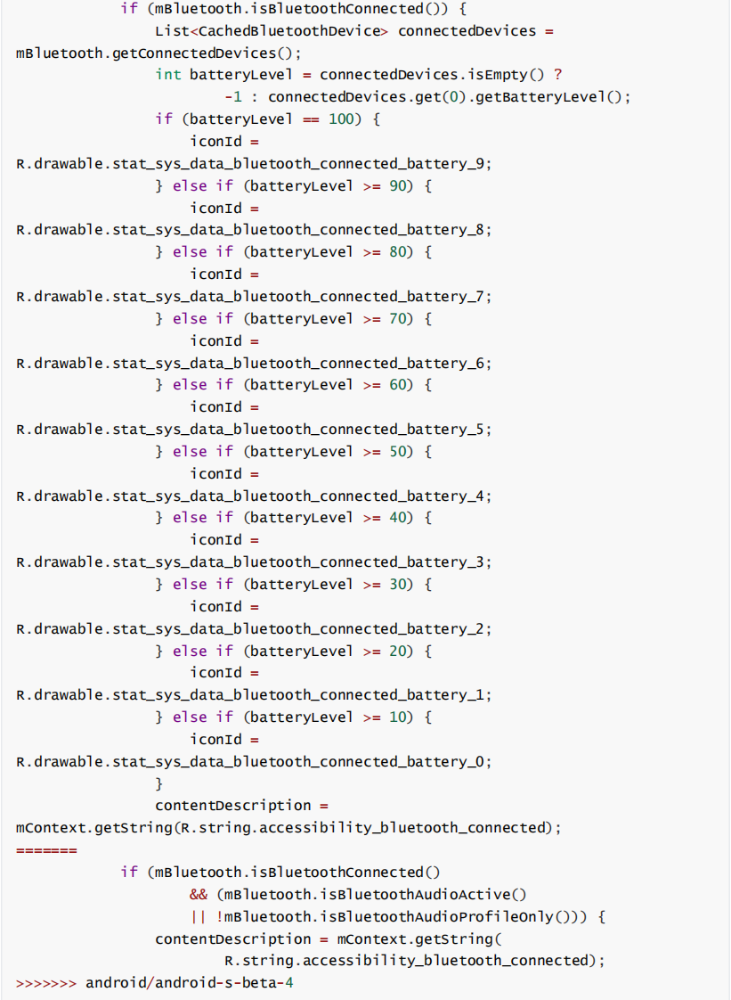 if (mBluetooth.isBluetoothConnected()) {
List<CachedBluetoothDevice> connectedDevices =
mBluetooth.getConnectedDevices();
int batteryLevel = connectedDevices.isEmpty() ?
-1 : connectedDevices.get(0).getBatteryLevel();
if (batteryLevel == 100) {
iconId =
R.drawable.stat_sys_data_bluetooth_connected_battery_9;
} else if (batteryLevel >= 90) {
iconId =
R.drawable.stat_sys_data_bluetooth_connected_battery_8;
} else if (batteryLevel >= 80) {
iconId =
R.drawable.stat_sys_data_bluetooth_connected_battery_7;
} else if (batteryLevel >= 70) {
iconId =
R.drawable.stat_sys_data_bluetooth_connected_battery_6;
} else if (batteryLevel >= 60) {
iconId =
R.drawable.stat_sys_data_bluetooth_connected_battery_5;
} else if (batteryLevel >= 50) {
iconId =
R.drawable.stat_sys_data_bluetooth_connected_battery_4;
} else if (batteryLevel >= 40) {
iconId =
R.drawable.stat_sys_data_bluetooth_connected_battery_3;
} else if (batteryLevel >= 30) {
iconId =
R.drawable.stat_sys_data_bluetooth_connected_battery_2;
} else if (batteryLevel >= 20) {
iconId =
R.drawable.stat_sys_data_bluetooth_connected_battery_1;
} else if (batteryLevel >= 10) {
iconId =
R.drawable.stat_sys_data_bluetooth_connected_battery_0;
}
contentDescription =
mContext.getString(R.string.accessibility_bluetooth_connected);
=======
if (mBluetooth.isBluetoothConnected()
&& (mBluetooth.isBluetoothAudioActive()
|| !mBluetooth.isBluetoothAudioProfileOnly())) {
contentDescription = mContext.getString(
R.string.accessibility_bluetooth_connected);
>>>>>>> android/android-s-beta-4